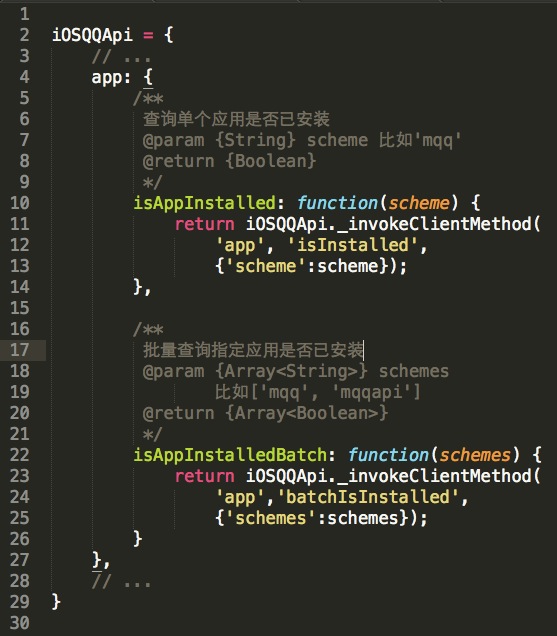 1
2 iOSQQApi = {
3 // ...
4 app: {
5 /**
6 查询单个应用是否已安装
7 @param {String} scheme 比如'mqq'
8 @return {Boolean}
9 */
10 isAppInstalled: function(scheme) {
11 return iOSQQApi._invokeClientMethod(
12 'app', 'isInstalled',
13 {'scheme':scheme});
14 },
15
16 /**
17 批量查询指定应用是否已安装
18 @param {Array<String>} schemes
19 比如['mqq', 'mqqapi']
20 @return {Array<Boolean>}
21 */
22 isAppInstalledBatch: function(schemes) {
23 return iOSQQApi._invokeClientMethod(
24 'app','batchIsInstalled',
25 {'schemes':schemes});
26 }
27 },
28 // ...
29 }
30